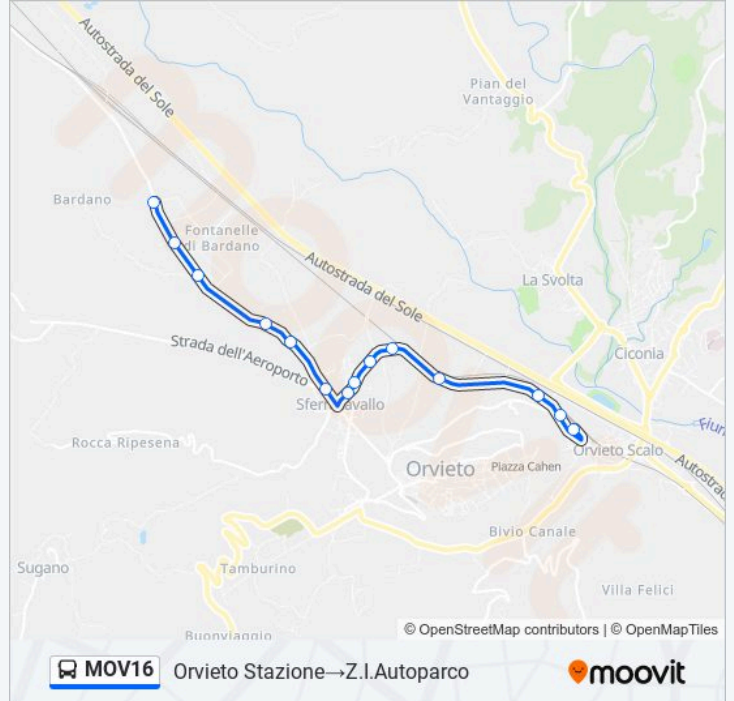 Autostrada del Sole
Pian del
Vantaggio
Bardano
Fontanelle
di Bardano
Autostrada del Sole
La Svolta
Strada dell'Aeroporto
Ciconia
Sferracavallo
Rocca Ripesena
Orvieto
Piazza Cahen
Orvieto Scalo
Autostrad
Bivio Canale
Sugano
Tamburino
Villa Felici
Buonviaggio
© OpenStreetMap contributors | © OpenMapTiles
MOV16
Orvieto Stazione→Z.I.Autoparco
moovit